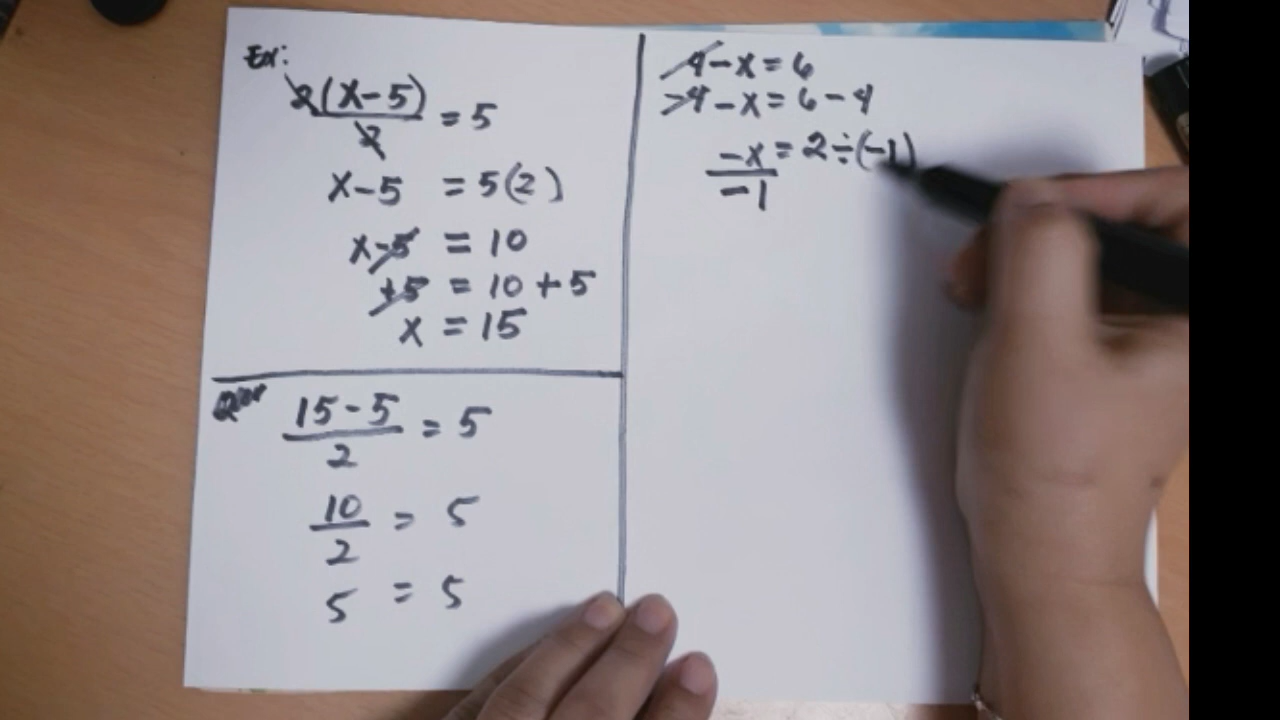 Ex:
2(x-5)/2 = 5
x-5 = 5(2)
x-5 = 10
+5 = 10+5
x = 15
15-5/2 = 5
10/2 = 5
5 = 5
4-x=6
-4-x=6-4
-x/-1=2÷(-1)